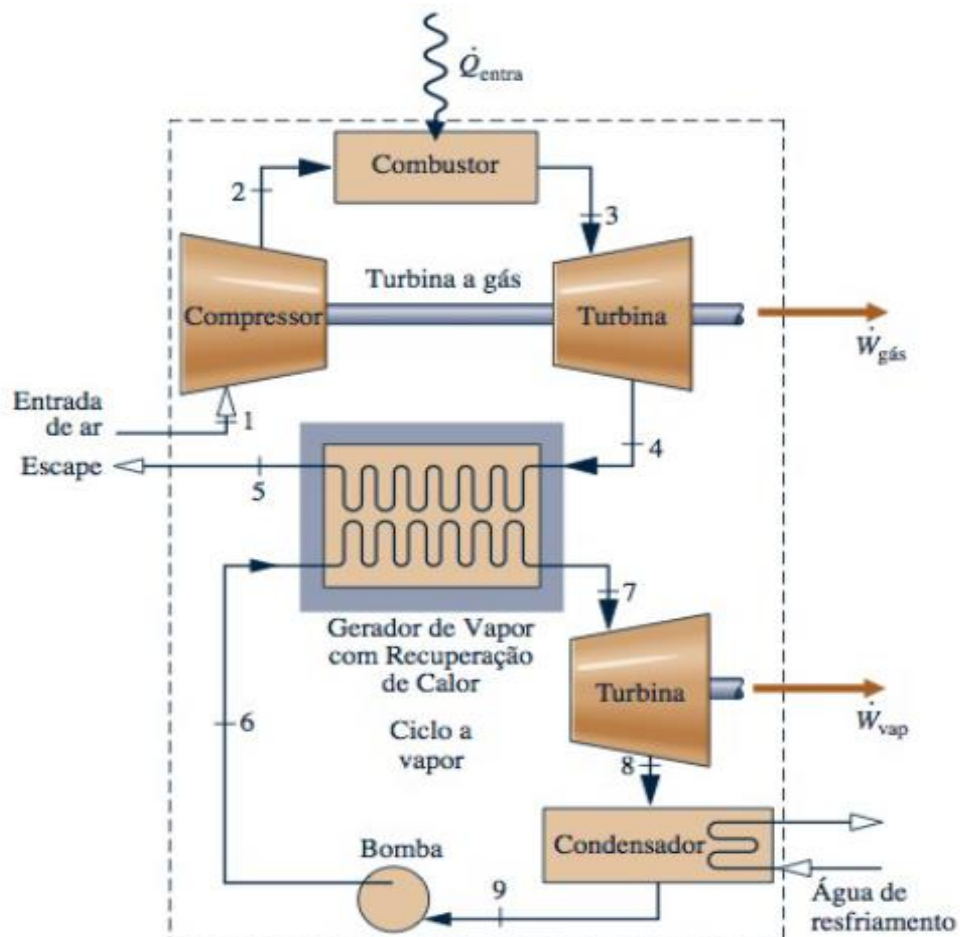 Q̇entra
Combustor
2
3
Turbina a gás
Compressor
Turbina
Ẇgás
Entrada
de ar
1
4
Escape
5
7
Gerador de Vapor
com Recuperação
de Calor
Turbina
6
Ciclo a
vapor
Ẇvap
8
Condensador
Bomba
9
Água de
resfriamento